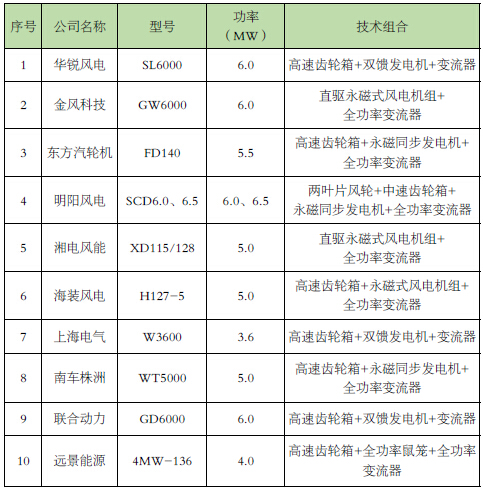 序号 公司名称 型号 功率（MW） 技术组合
1 华锐风电 SL6000 6.0 高速齿轮箱+双馈发电机+变流器
2 金风科技 GW6000 6.0 直驱永磁式风电机组+
全功率变流器
3 东方汽轮机 FD140 5.5 高速齿轮箱+永磁同步发电机+
全功率变流器
4 明阳风电 SCD6.0、6.5 6.0、6.5 两叶片风轮+中速齿轮箱+
永磁同步发电机+全功率变流器
5 湘电风能 XD115/128 5.0 直驱永磁式风电机组+
全功率变流器
6 海装风电 H127-5 5.0 高速齿轮箱+永磁式风电机组+
全功率变流器
7 上海电气 W3600 3.6 高速齿轮箱+双馈发电机+变流器
8 南车株洲 WT5000 5.0 高速齿轮箱+永磁同步发电机+
全功率变流器
9 联合动力 GD6000 6.0 高速齿轮箱+双馈发电机+变流器
10 远景能源 4MW-136 4.0 高速齿轮箱+全功率鼠笼+全功率
变流器